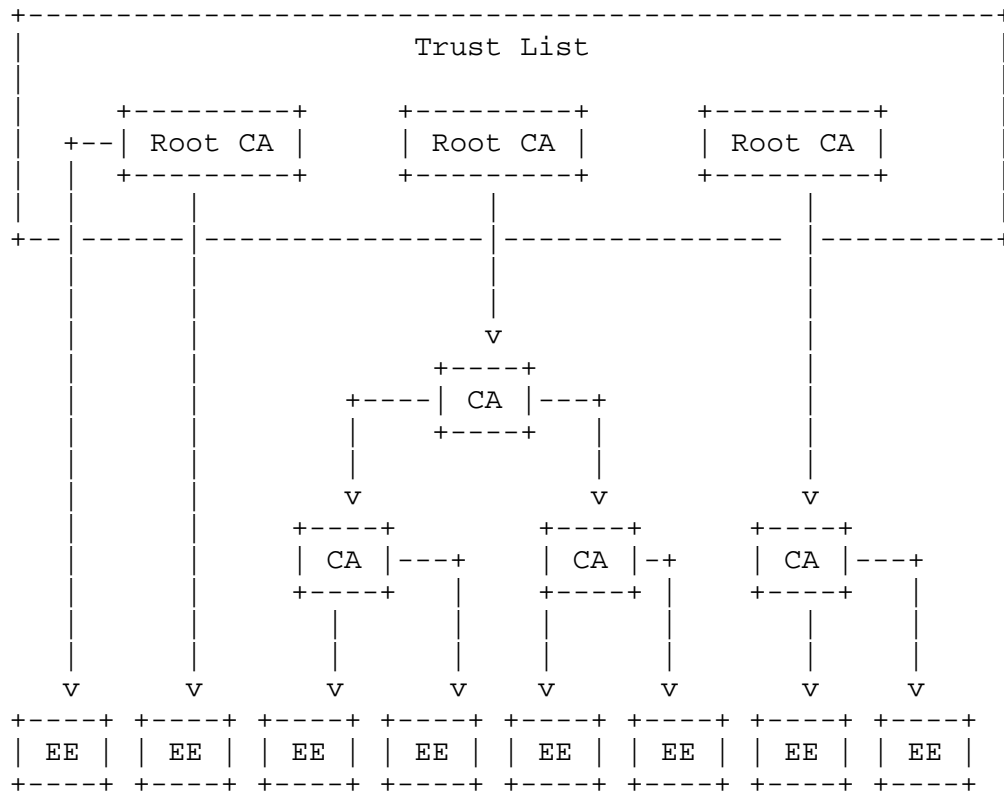 Trust List
Root CA Root CA Root CA
v
CA
v v v
CA CA CA
v v v v v v v v
EE EE EE EE EE EE EE EE